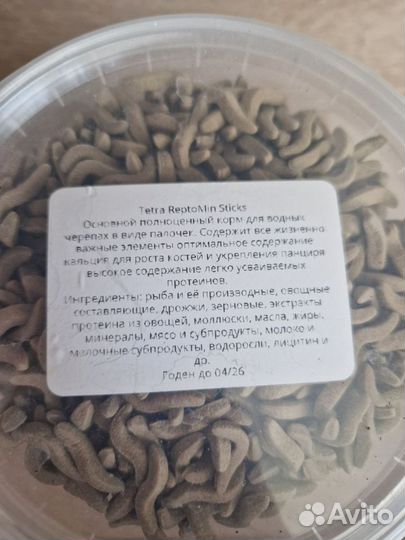 Tetra ReptoMin Sticks
Основной полноценный корм для водных
черепах в виде палочек. Содержит все жизненно
важные элементы оптимальное содержание
кальция для роста костей и укрепления панциря
высокое содержание легко усваиваемых
протеинов.
Ингредиенты: рыба и её производные, овощные
составляющие, дрожжи, зерновые, экстракты
протеина из овощей, моллюски, масла, жиры,
минералы, мясо и субпродукты, молоко и
молочные субпродукты, водоросли, лицитин и
др.
Годен до 04/26
Avito